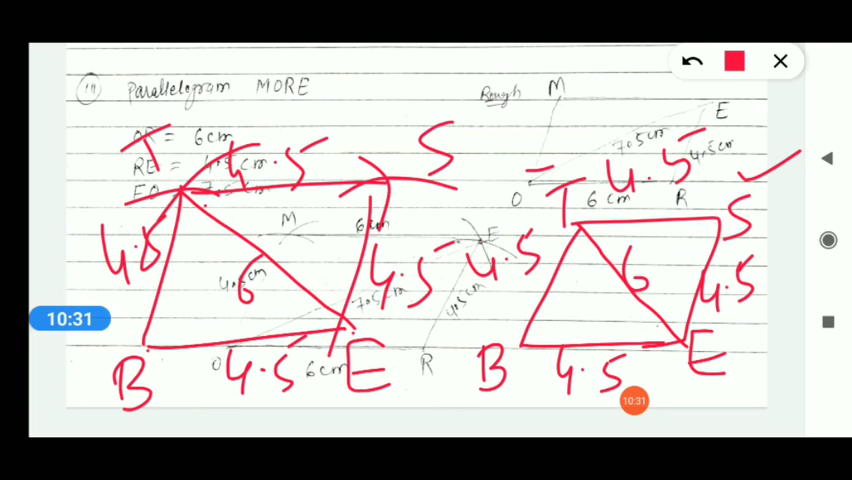 (iii) Parallelogram MORE
Rough
M
E
OR = 6cm
RE = 4.5cm
EO = 7.5cm
7.5cm
4.5cm
O
6cm
R
M
6cm
E
4.5cm
7.5cm
4.5cm
O
6cm
R
T
4.5
S
4.5
6
4.5
B
4.5
E
T
4.5
S
4.5
6
4.5
B
4.5
E
10:31
10:31